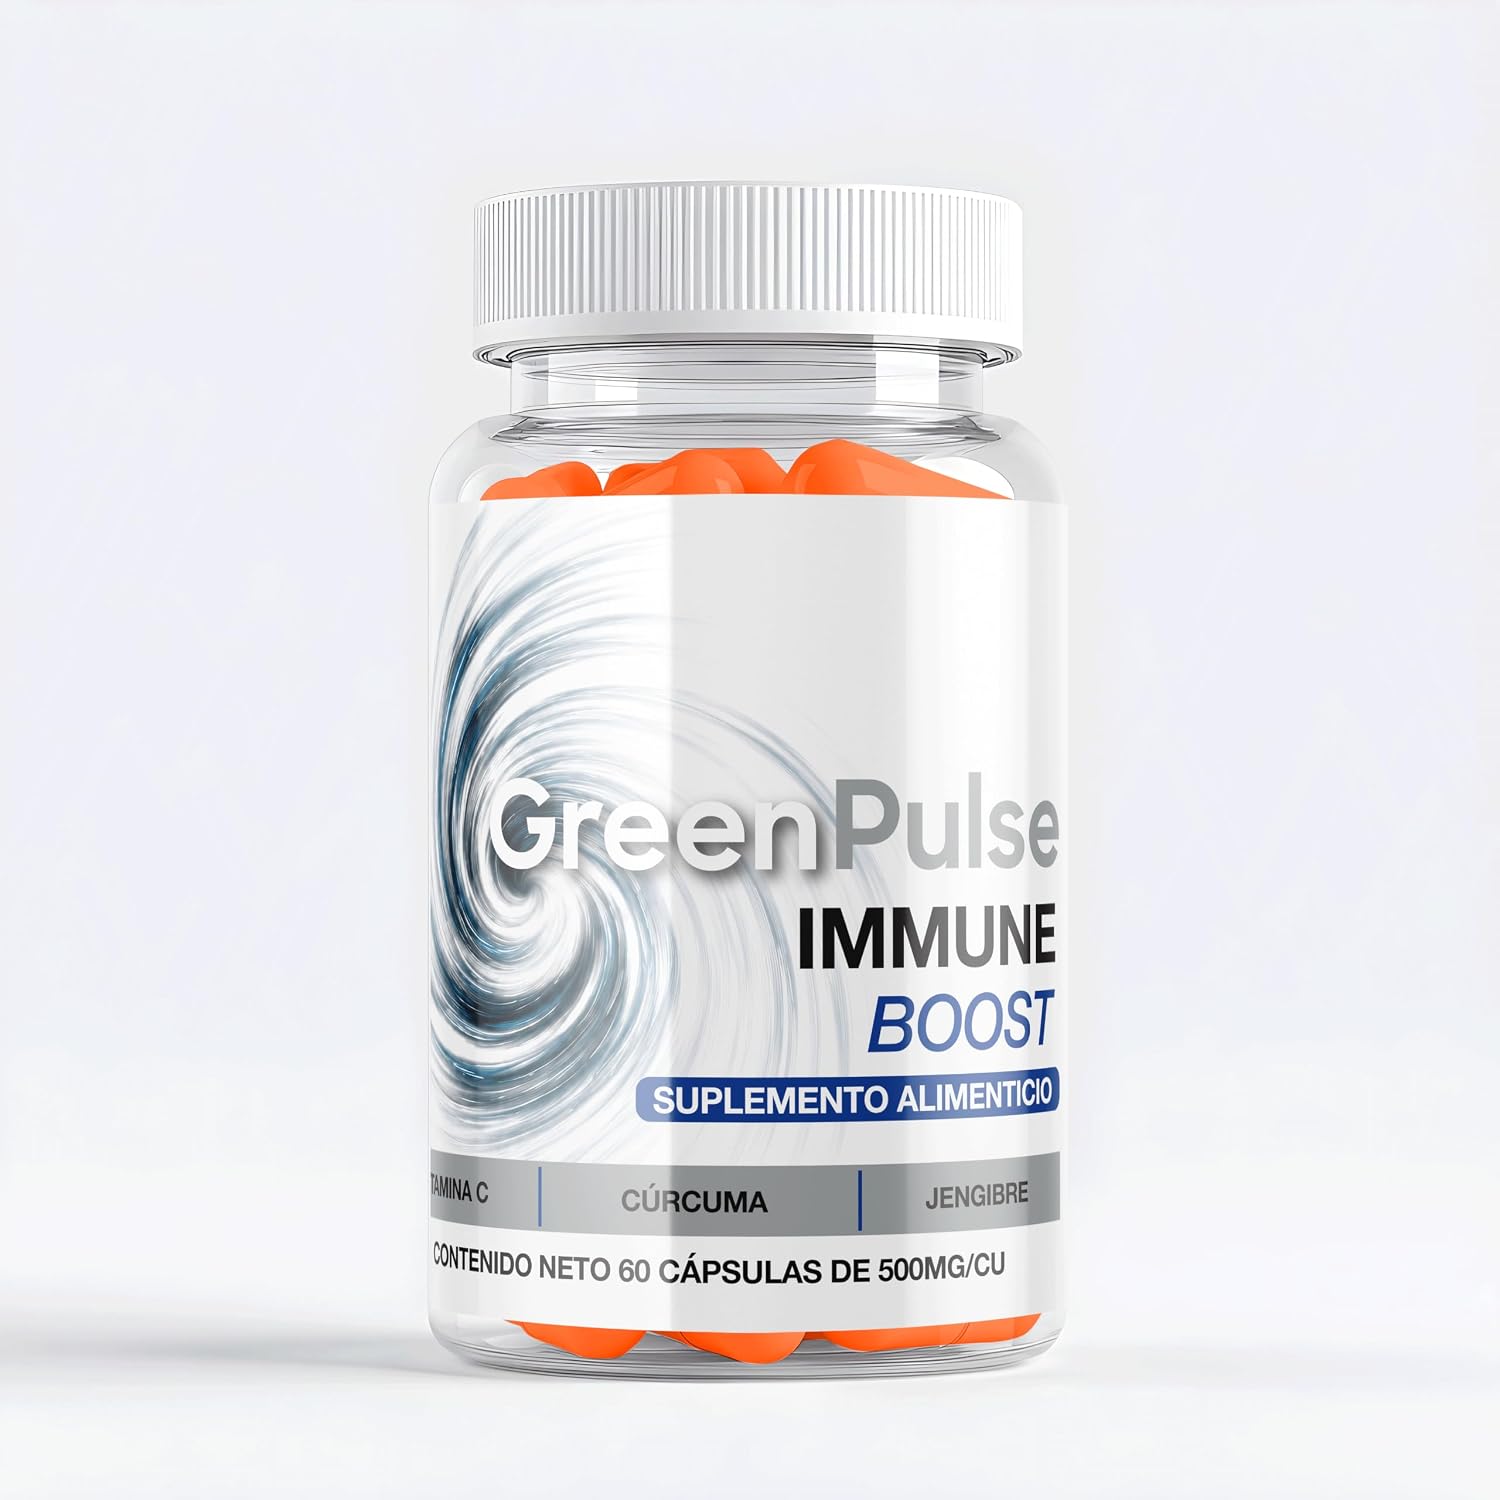 GreenPulse
IMMUNE
BOOST
SUPLEMENTO ALIMENTICIO
TAMINA C
CÚRCUMA
JENGIBRE
CONTENIDO NETO 60 CÁPSULAS DE 500MG/CU